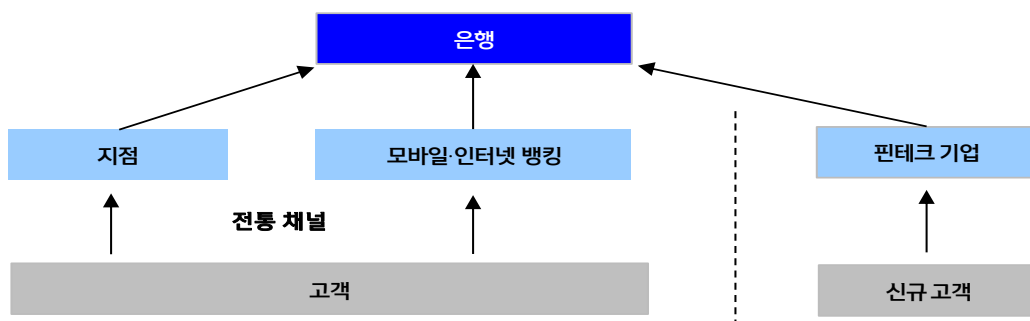 은행
지점
모바일·인터넷 뱅킹
핀테크 기업
전통 채널
고객
신규 고객